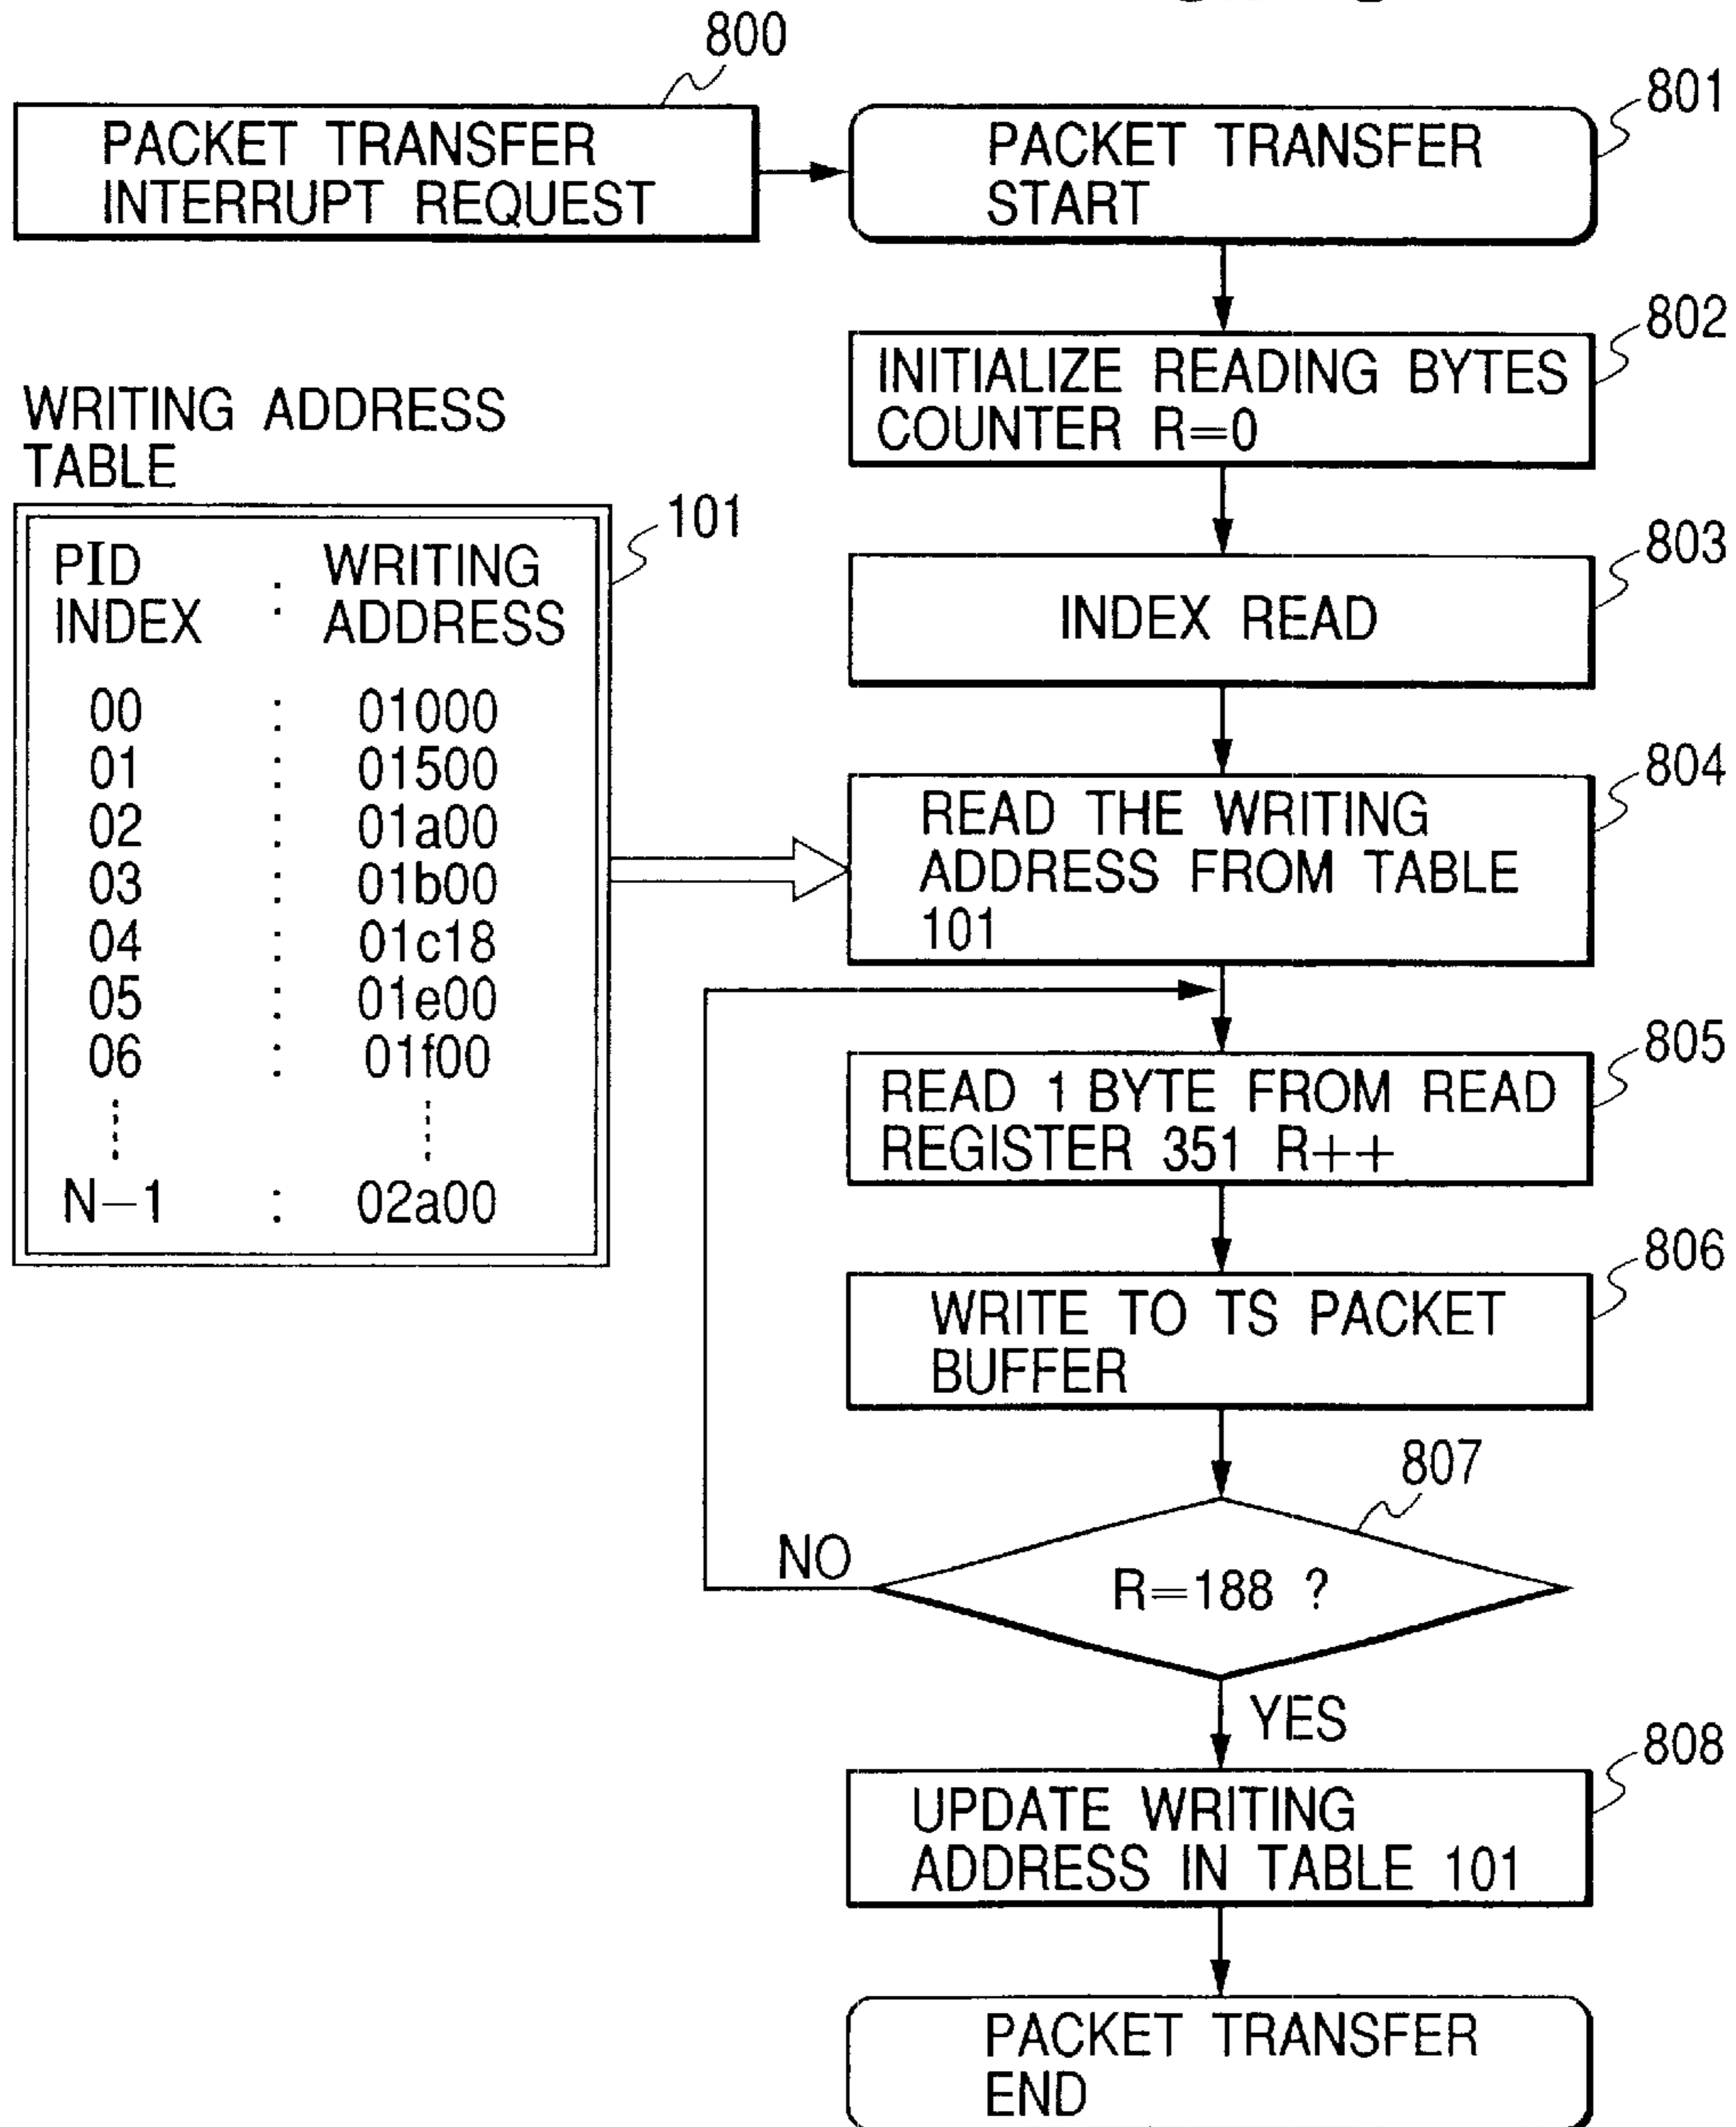 800
PACKET TRANSFER
INTERRUPT REQUEST
801
PACKET TRANSFER
START
802
INITIALIZE READING BYTES
COUNTER R=0
WRITING ADDRESS
TABLE
101
PID : WRITING
INDEX ADDRESS
00 : 01000
01 : 01500
02 : 01a00
03 : 01b00
04 : 01c18
05 : 01e00
06 : 01f00
N-1 : 02a00
803
INDEX READ
804
READ THE WRITING
ADDRESS FROM TABLE
101
805
READ 1 BYTE FROM READ
REGISTER 351 R++
806
WRITE TO TS PACKET
BUFFER
807
R=188 ?
NO
YES
808
UPDATE WRITING
ADDRESS IN TABLE 101
PACKET TRANSFER
END